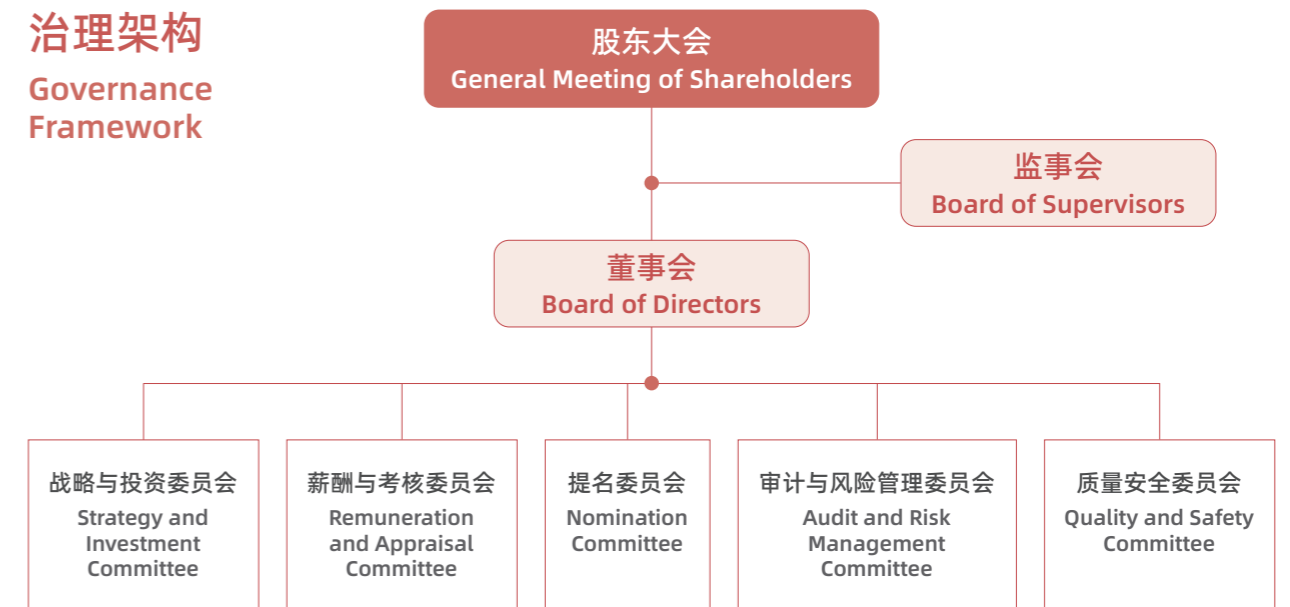 治理架构
Governance
Framework
股东大会
General Meeting of Shareholders
监事会
Board of Supervisors
董事会
Board of Directors
战略与投资委员会
Strategy and
Investment
Committee
薪酬与考核委员会
Remuneration
and Appraisal
Committee
提名委员会
Nomination
Committee
审计与风险管理委员会
Audit and Risk
Management
Committee
质量安全委员会
Quality and Safety
Committee